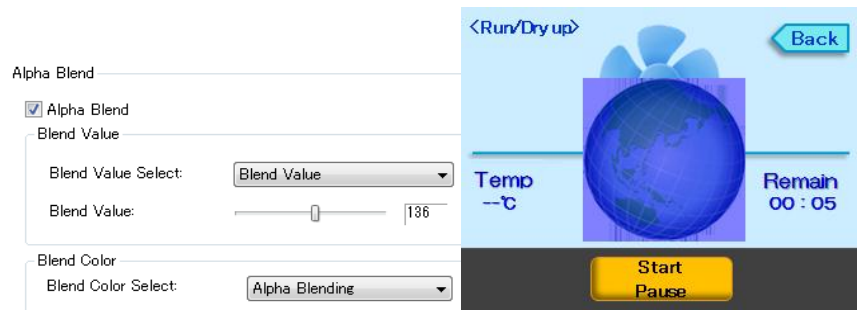 Alpha Blend
Alpha Blend
Blend Value
Blend Value Select: Blend Value
Blend Value: 136
Blend Color
Blend Color Select: Alpha Blending
<Run/Dry up>
Back
Temp
--℃
Remain
00 : 05
Start
Pause